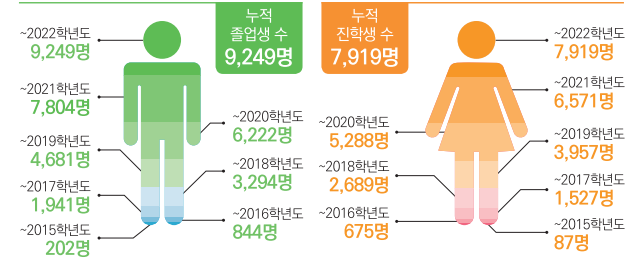 누적
졸업생 수
9,249명
~2022학년도
9,249명
~2021학년도
7,804명
~2020학년도
6,222명
~2019학년도
4,681명
~2018학년도
3,294명
~2017학년도
1,941명
~2016학년도
844명
~2015학년도
202명
누적
진학생 수
7,919명
~2022학년도
7,919명
~2021학년도
6,571명
~2020학년도
5,288명
~2019학년도
3,957명
~2018학년도
2,689명
~2017학년도
1,527명
~2016학년도
675명
~2015학년도
87명